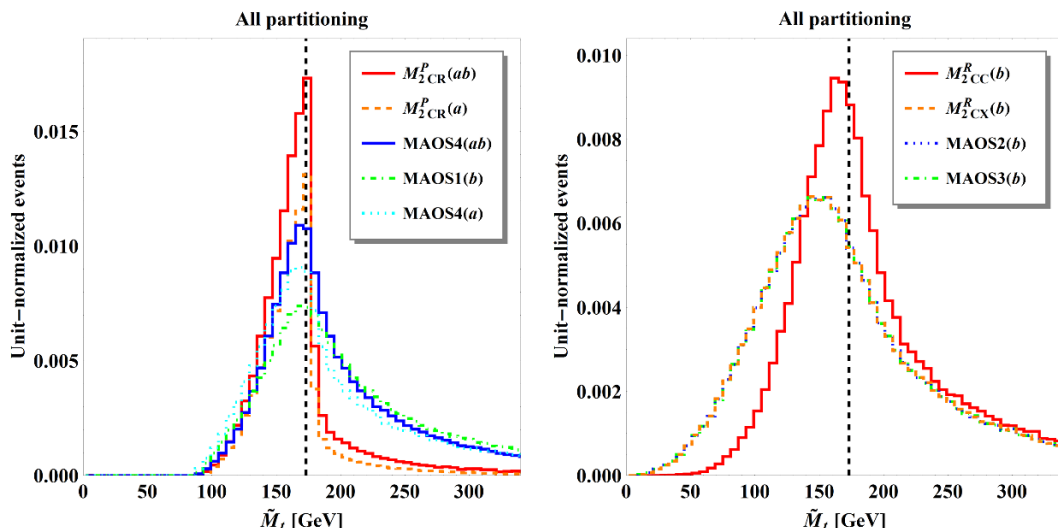 All partitioning
Unit-normalized events
0.015
0.010
0.005
0.000
M^P_2CR(ab)
M^P_2CR(a)
MAOS4(ab)
MAOS1(b)
MAOS4(a)
0 50 100 150 200 250 300
M̃_t [GeV]
All partitioning
Unit-normalized events
0.010
0.008
0.006
0.004
0.002
0.000
M^R_2CC(b)
M^R_2CX(b)
MAOS2(b)
MAOS3(b)
0 50 100 150 200 250 300
M̃_t [GeV]